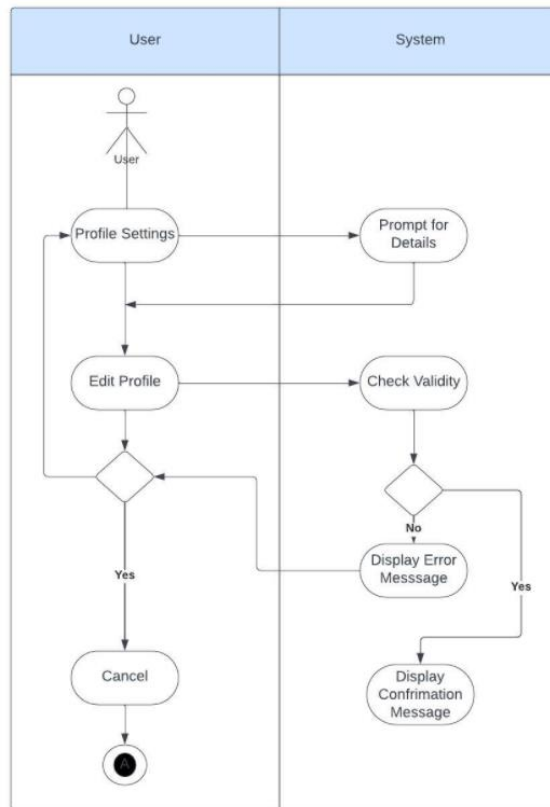 User
System
User
Profile Settings
Prompt for
Details
Edit Profile
Check Validity
No
Display Error
Messsage
Yes
Yes
Cancel
Display
Confrimation
Message
A